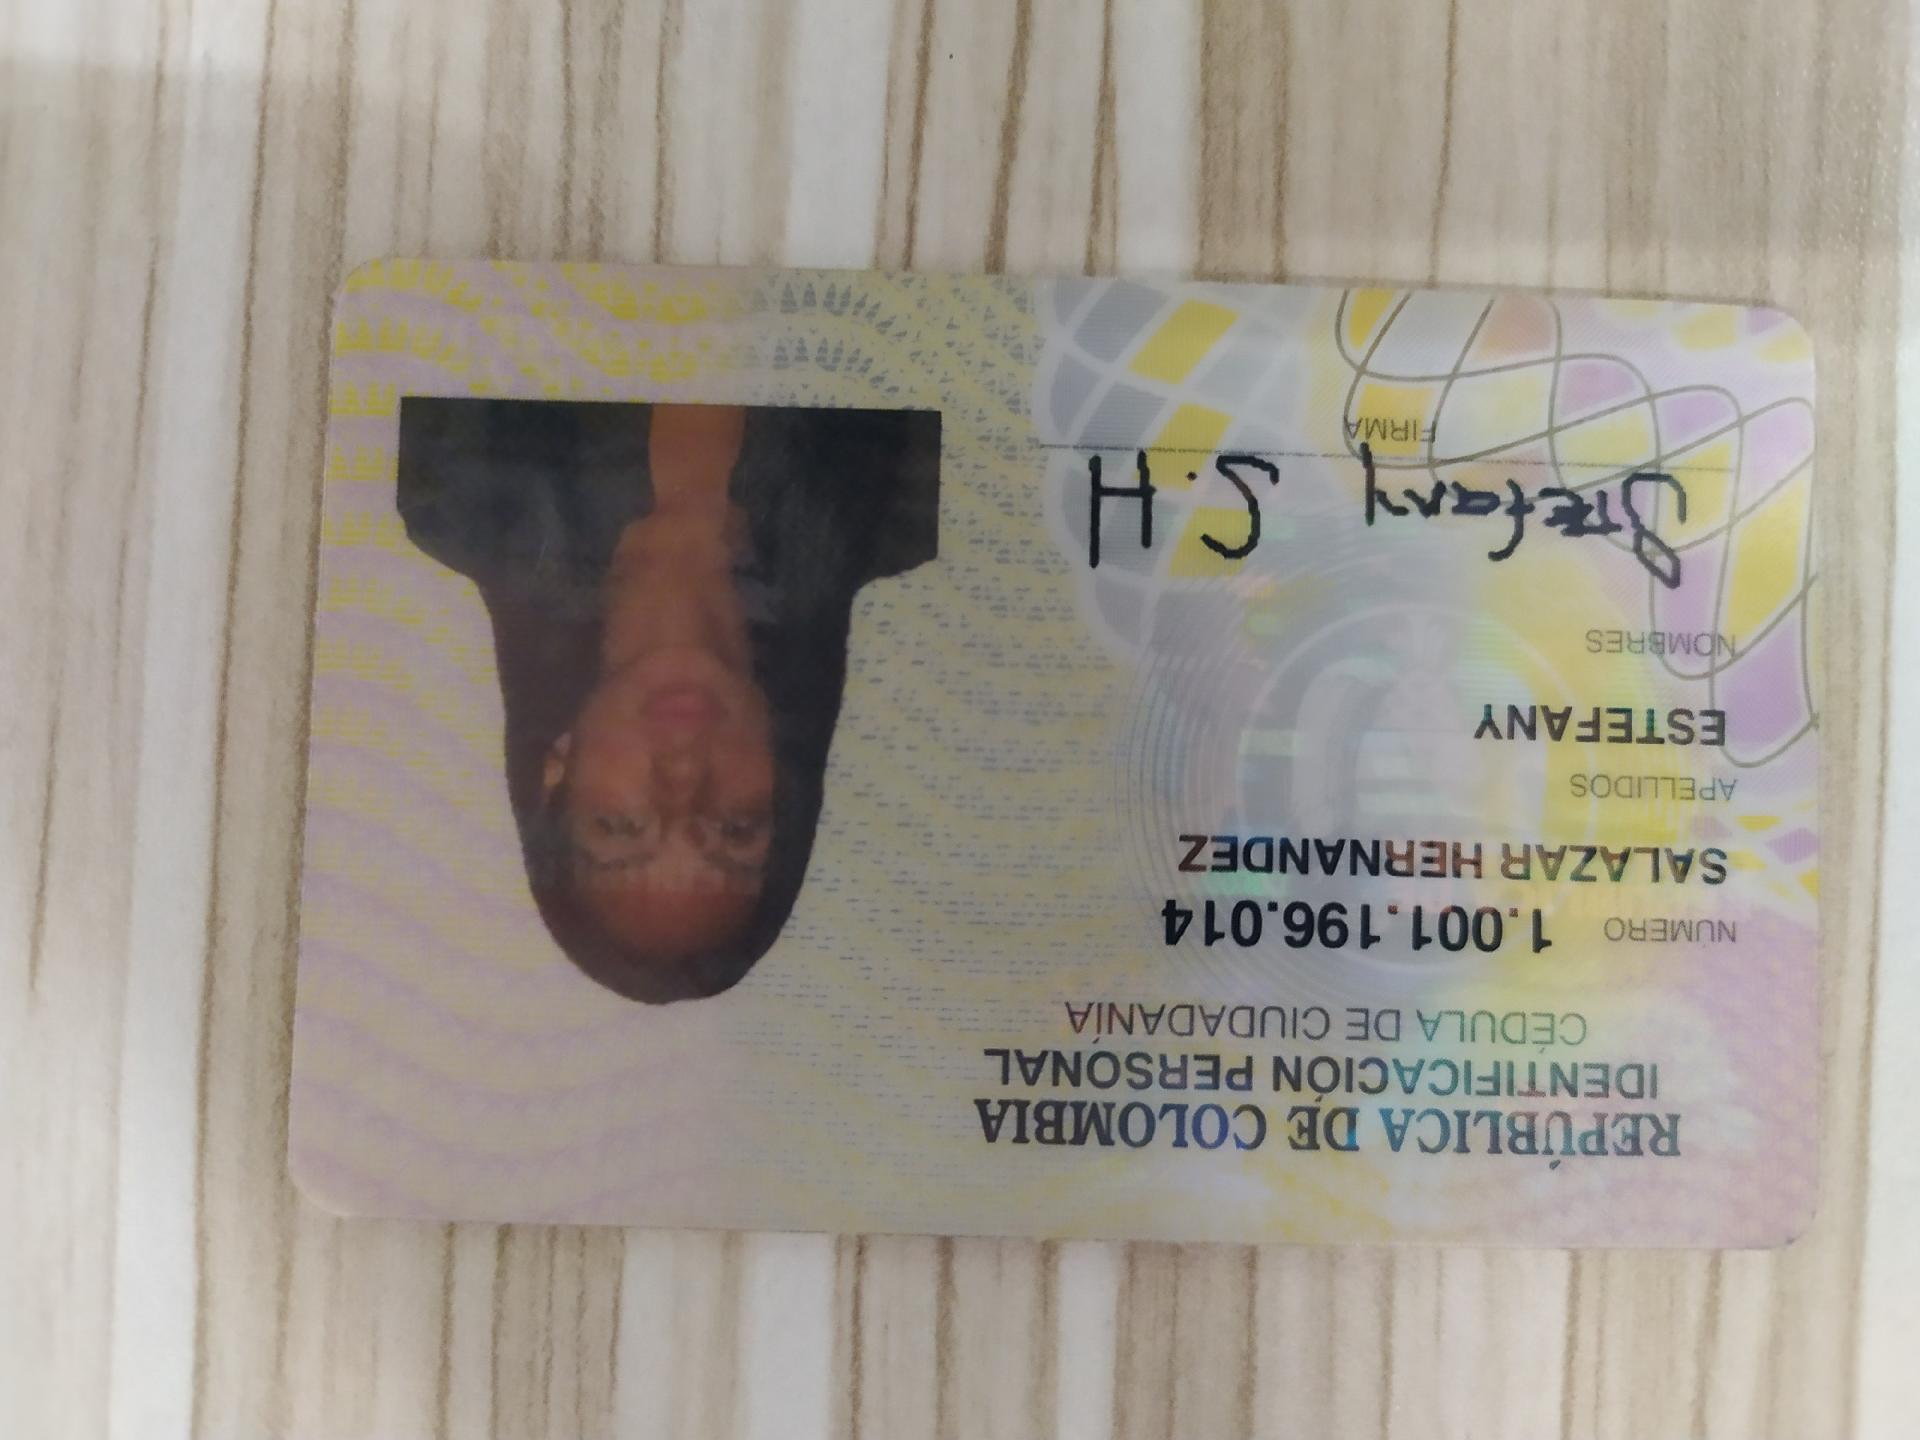 REPÚBLICA DE COLOMBIA
IDENTIFICACIÓN PERSONAL
CÉDULA DE CIUDADANÍA
NÚMERO 1.001.196.014
SALAZAR HERNANDEZ
APELLIDOS
ESTEFANY
NOMBRES
Stefany S.H
FIRMA